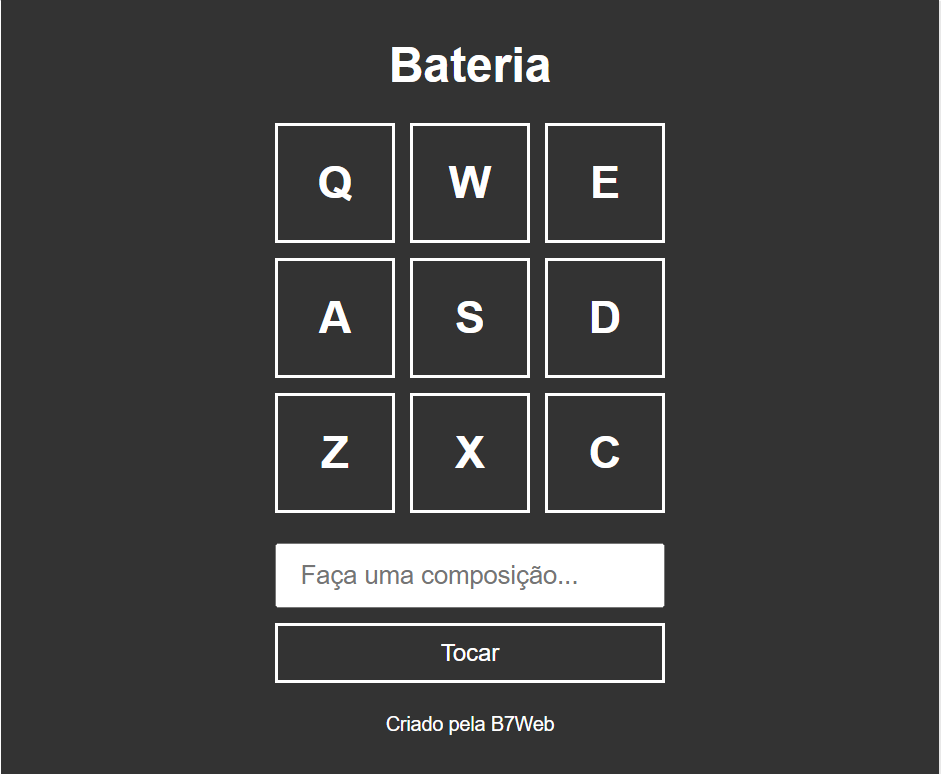 Bateria
Q W E
A S D
Z X C
Faça uma composição...
Tocar
Criado pela B7Web